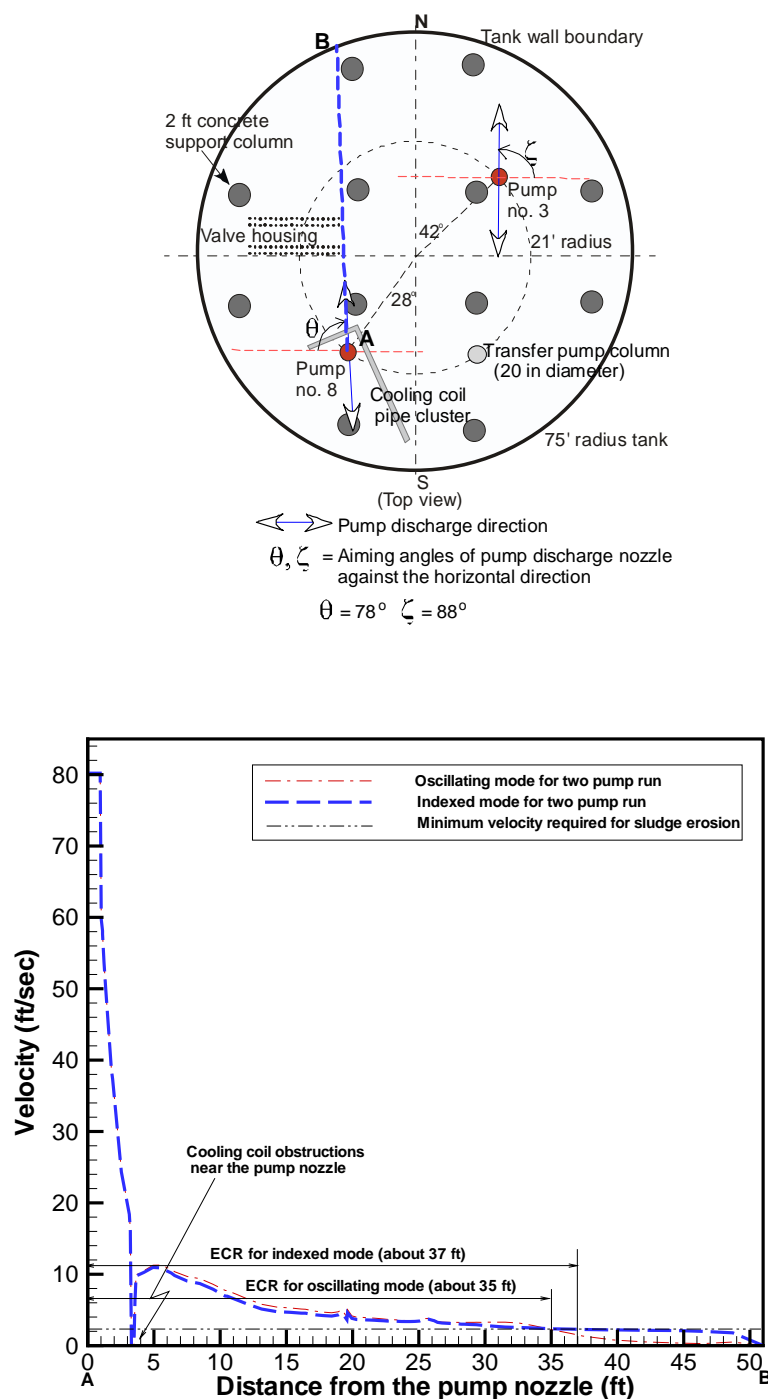 N
B
Tank wall boundary
2 ft concrete
support column
ζ
Pump
no. 3
42°
Valve housing
21' radius
28°
θ
A
Pump
no. 8
Transfer pump column
(20 in diameter)
Cooling coil
pipe cluster
75' radius tank
S
(Top view)
Pump discharge direction
θ, ζ = Aiming angles of pump discharge nozzle
against the horizontal direction
θ = 78° ζ = 88°
80
70
60
50
40
30
20
10
0
Velocity (ft/sec)
Oscillating mode for two pump run
Indexed mode for two pump run
Minimum velocity required for sludge erosion
Cooling coil obstructions
near the pump nozzle
ECR for indexed mode (about 37 ft)
ECR for oscillating mode (about 35 ft)
0 5 10 15 20 25 30 35 40 45 50
A B
Distance from the pump nozzle (ft)